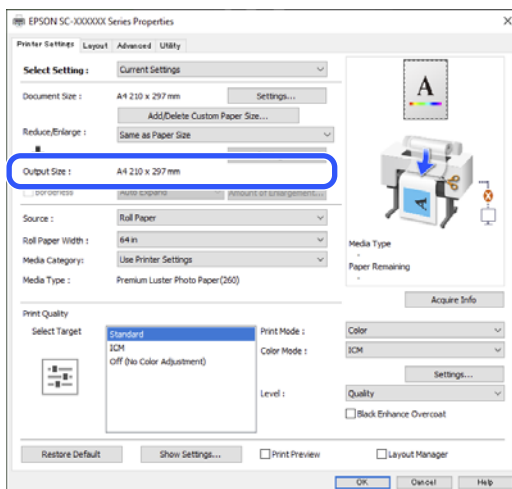 EPSON SC-XXXXXX Series Properties
Printer Settings Layout Advanced Utility
Select Setting : Current Settings
Document Size : A4 210 x 297 mm Settings...
Add/Delete Custom Paper Size...
Reduce/Enlarge : Same as Paper Size
Output Size : A4 210 x 297 mm
Borderless Auto Expand Amount of Enlargement...
Source : Roll Paper
Roll Paper Width : 64 in
Media Category: Use Printer Settings
Media Type : Premium Luster Photo Paper(260)
A
A
Media Type
-
Paper Remaining
-
Acquire Info
Print Quality
Select Target
Standard
ICM
Off (No Color Adjustment)
Print Mode : Color
Color Mode : ICM
Settings...
Level : Quality
Black Enhance Overcoat
Restore Default Show Settings... Print Preview Layout Manager
OK Cancel Help